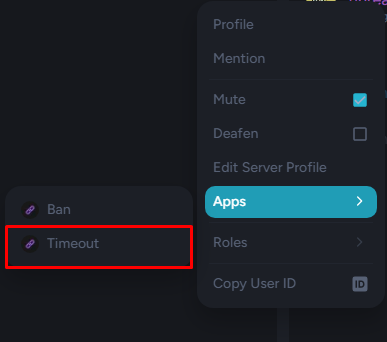 Profile
Mention
Mute
Deafen
Edit Server Profile
Apps
Ban
Timeout
Roles
Copy User ID
ID